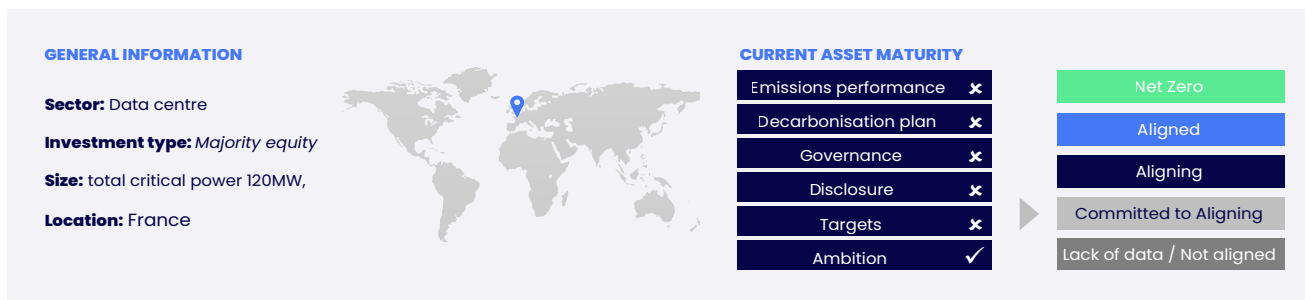 GENERAL INFORMATION
Sector: Data centre
Investment type: Majority equity
Size: total critical power 120MW,
Location: France
CURRENT ASSET MATURITY
Emissions performance
Decarbonisation plan
Governance
Disclosure
Targets
Ambition
Net Zero
Aligned
Aligning
Committed to Aligning
Lack of data / Not aligned